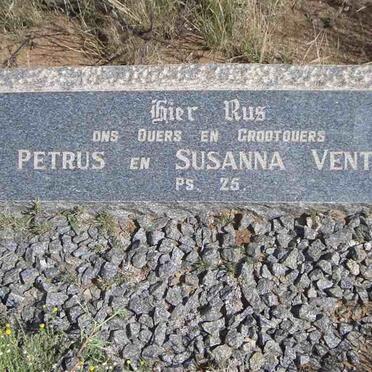 Hier Rus
ONS OUERS EN GROOTOUERS
PETRUS EN SUSANNA VENT
PS. 25.